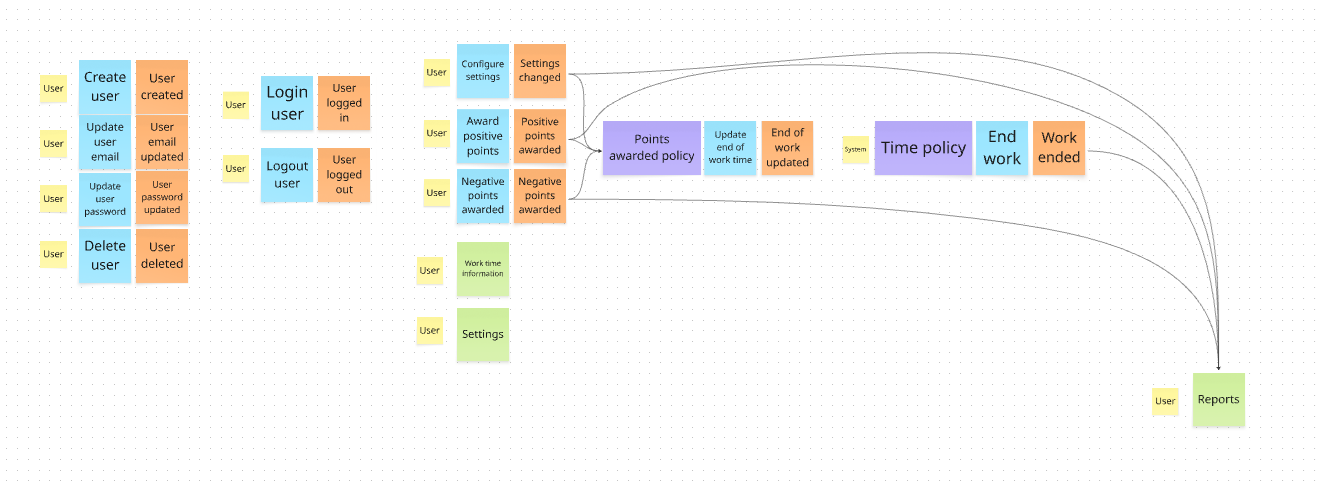 User
Create
user
User
created
User
Update
user
email
User
email
updated
User
Update
user
password
User
password
updated
User
Delete
user
User
deleted
User
Login
user
User
logged
in
User
Logout
user
User
logged
out
User
Configure
settings
Settings
changed
User
Award
positive
points
Positive
points
awarded
User
Negative
points
awarded
Negative
points
awarded
Points
awarded policy
Update
end of
work time
End of
work
updated
System
Time policy
End
work
Work
ended
User
Work time
information
User
Settings
User
Reports